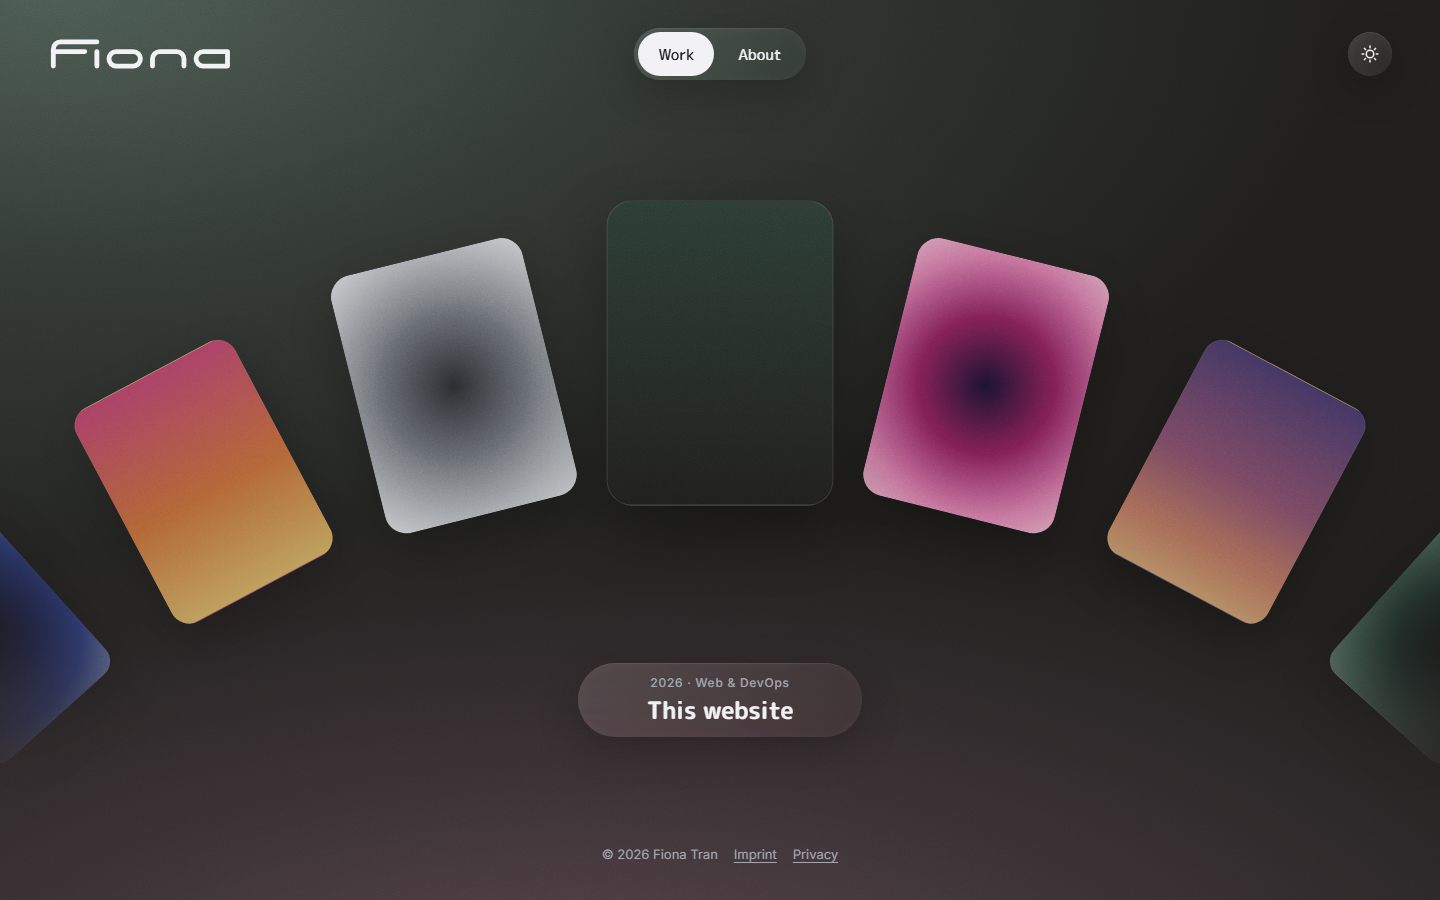 Fiona
Work
About
2026 · Web & DevOps
This website
© 2026 Fiona Tran Imprint Privacy